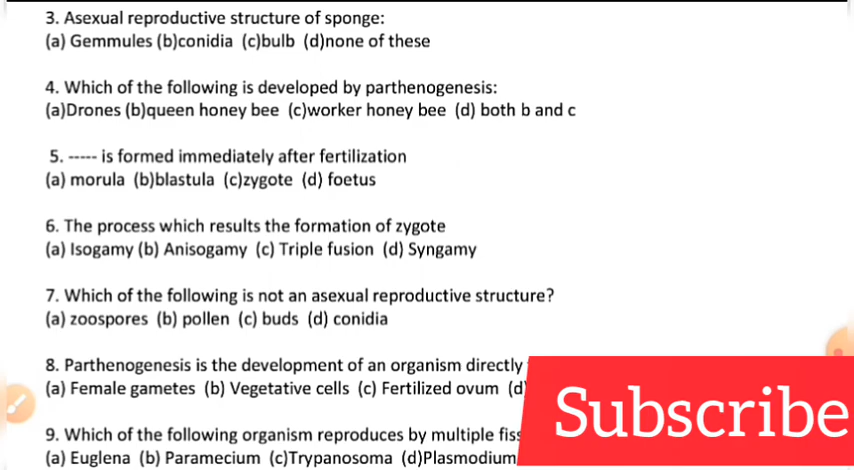 3. Asexual reproductive structure of sponge:
(a) Gemmules (b)conidia (c)bulb (d)none of these
4. Which of the following is developed by parthenogenesis:
(a)Drones (b)queen honey bee (c)worker honey bee (d) both b and c
5. ----- is formed immediately after fertilization
(a) morula (b)blastula (c)zygote (d) foetus
6. The process which results the formation of zygote
(a) Isogamy (b) Anisogamy (c) Triple fusion (d) Syngamy
7. Which of the following is not an asexual reproductive structure?
(a) zoospores (b) pollen (c) buds (d) conidia
8. Parthenogenesis is the development of an organism directly
(a) Female gametes (b) Vegetative cells (c) Fertilized ovum (d)
9. Which of the following organism reproduces by multiple fiss
(a) Euglena (b) Paramecium (c)Trypanosoma (d)Plasmodium
Subscribe